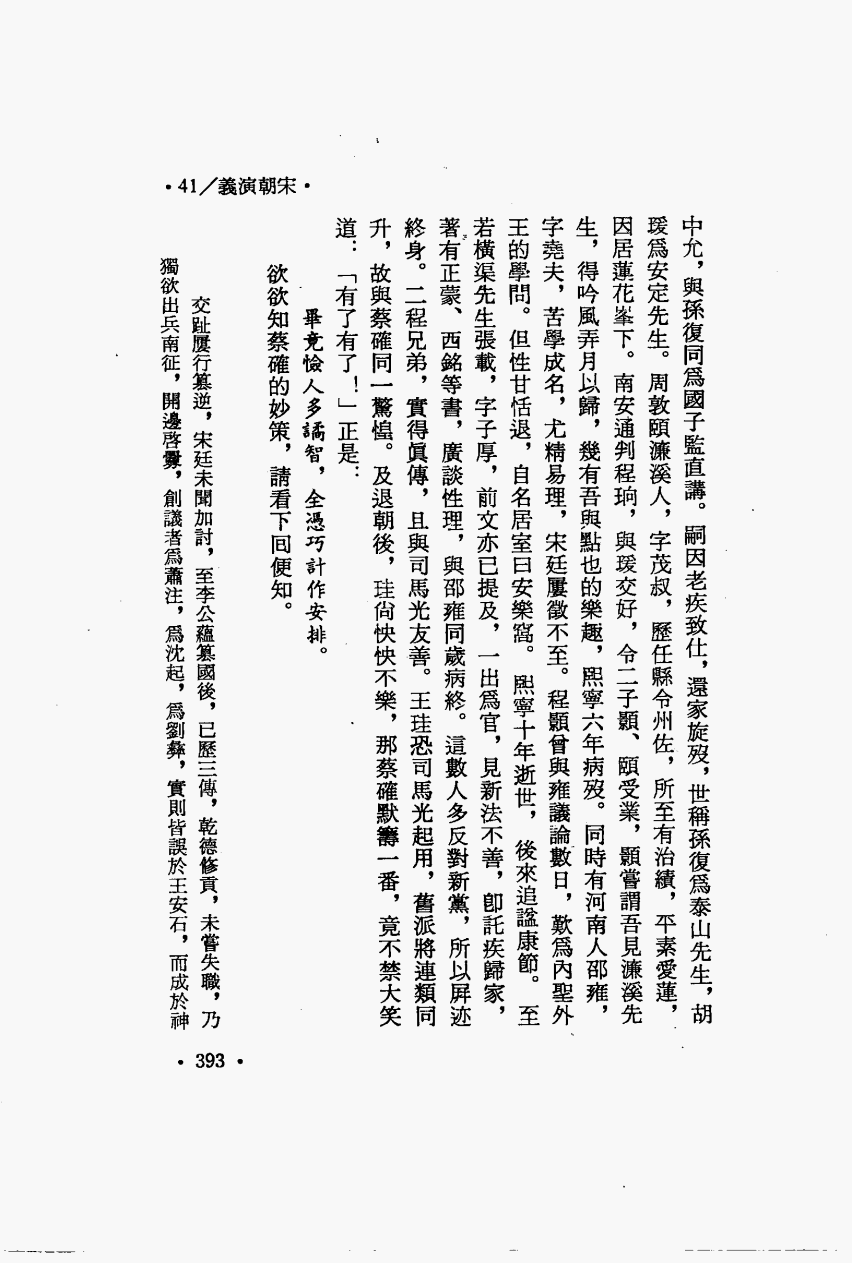 •41/義演朝宋•
中允，與孫復同爲國子監直講。嗣因老疾致仕，還家旋歿，世稱孫復爲泰山先生，胡
瑗爲安定先生。周敦頤濂溪人，字茂叔，歷任縣令州佐，所至有治績，平素愛蓮，
因居蓮花峯下。南安通判程珦，與瑗交好，令二子顥、頤受業，顥嘗謂吾見濂溪先
生，得吟風弄月以歸，幾有吾與點也的樂趣，熙寧六年病歿。同時有河南人邵雍，
字堯夫，苦學成名，尤精易理，宋廷屢徵不至。程顥曾與雍議論數日，歎爲內聖外
王的學問。但性甘恬退，自名居室曰安樂窩。熙寧十年逝世，後來追諡康節。至
若橫渠先生張載，字子厚，前文亦已提及，一出爲官，見新法不善，卽託疾歸家，
著有正蒙、西銘等書，廣談性理，與邵雍同歲病終。這數人多反對新黨，所以屏迹
終身。二程兄弟，實得眞傳，且與司馬光友善。王珪恐司馬光起用，舊派將連類同
升，故與蔡確同一驚惶。及退朝後，珪尙怏怏不樂，那蔡確默籌一番，竟不禁大笑
道：「有了有了！」正是：
畢竟憸人多譎智，全憑巧計作安排。
欲欲知蔡確的妙策，請看下回便知。
交趾屢行篡逆，宋廷未聞加討，至李公蘊篡國後，已歷三傳，乾德修貢，未嘗失職，乃
獨欲出兵南征，開邊啓釁，創議者爲蕭注，爲沈起，爲劉彝，實則皆誤於王安石，而成於神
•393•